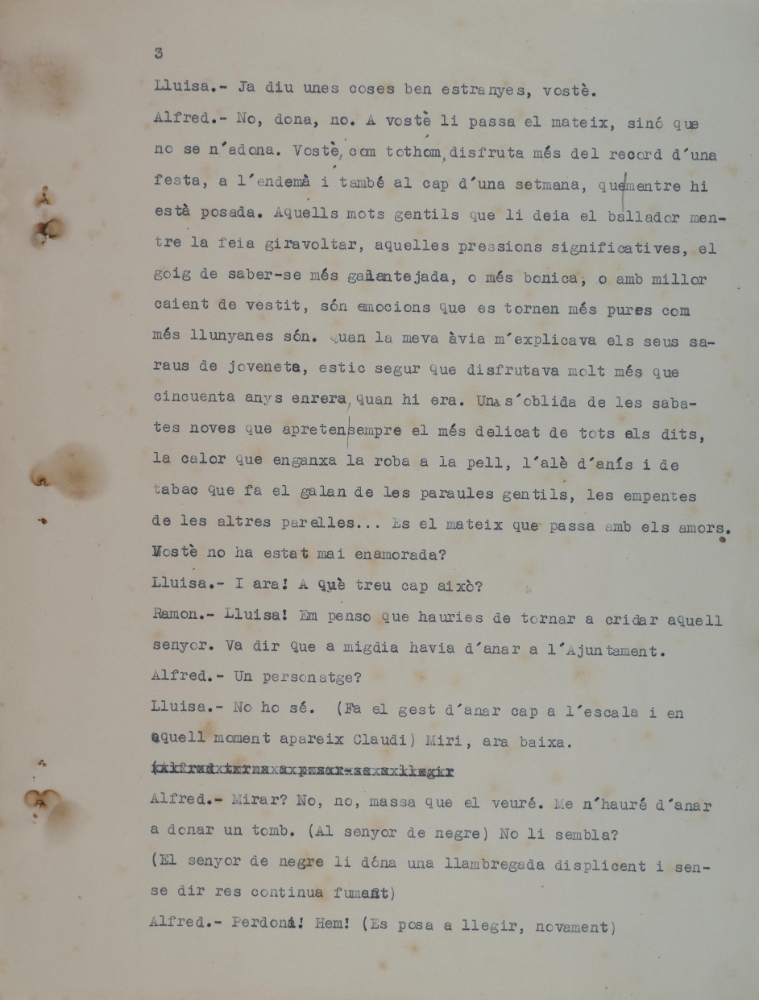 3
Lluisa.- Ja diu unes coses ben estranyes, vostè.
Alfred.- No, dona, no. A vostè li passa el mateix, sinó que
no se n'adona. Vostè, com tothom, disfruta més del record d'una
festa, a l'endemà i també al cap d'una setmana, que mentre hi
està posada. Aquells mots gentils que li deia el ballador men-
tre la feia giravoltar, aquelles pressions significatives, el
goig de saber-se més galantejada, o més bonica, o amb millor
caient de vestit, són emocions que es tornen més pures com
més llunyanes són. Quan la meva àvia m'explicava els seus sa-
raus de joveneta, estic segur que disfrutava molt més que
cincuenta anys enrera, quan hi era. Una s'oblida de les saba-
tes noves que apreten sempre el més delicat de tots els dits,
la calor que enganxa la roba a la pell, l'alè d'anís i de
tabac que fa el galan de les paraules gentils, les empentes
de les altres parelles... Es el mateix que passa amb els amors.
Vostè no ha estat mai enamorada?
Lluisa.- I ara! A què treu cap això?
Ramon.- Lluisa! Em penso que hauries de tornar a cridar aquell
senyor. Va dir que a migdia havia d'anar a l'Ajuntament.
Alfred.- Un personatge?
Lluisa.- No ho sé. (Fa el gest d'anar cap a l'escala i en
aquell moment apareix Claudi) Miri, ara baixa.
(Alfred torna a posar-se a llegir
Alfred.- Mirar? No, no, massa que el veuré. Me n'hauré d'anar
a donar un tomb. (Al senyor de negre) No li sembla?
(El senyor de negre li dóna una llambregada displicent i sen-
se dir res continua fumant)
Alfred.- Perdoni! Hem! (Es posa a llegir, novament)